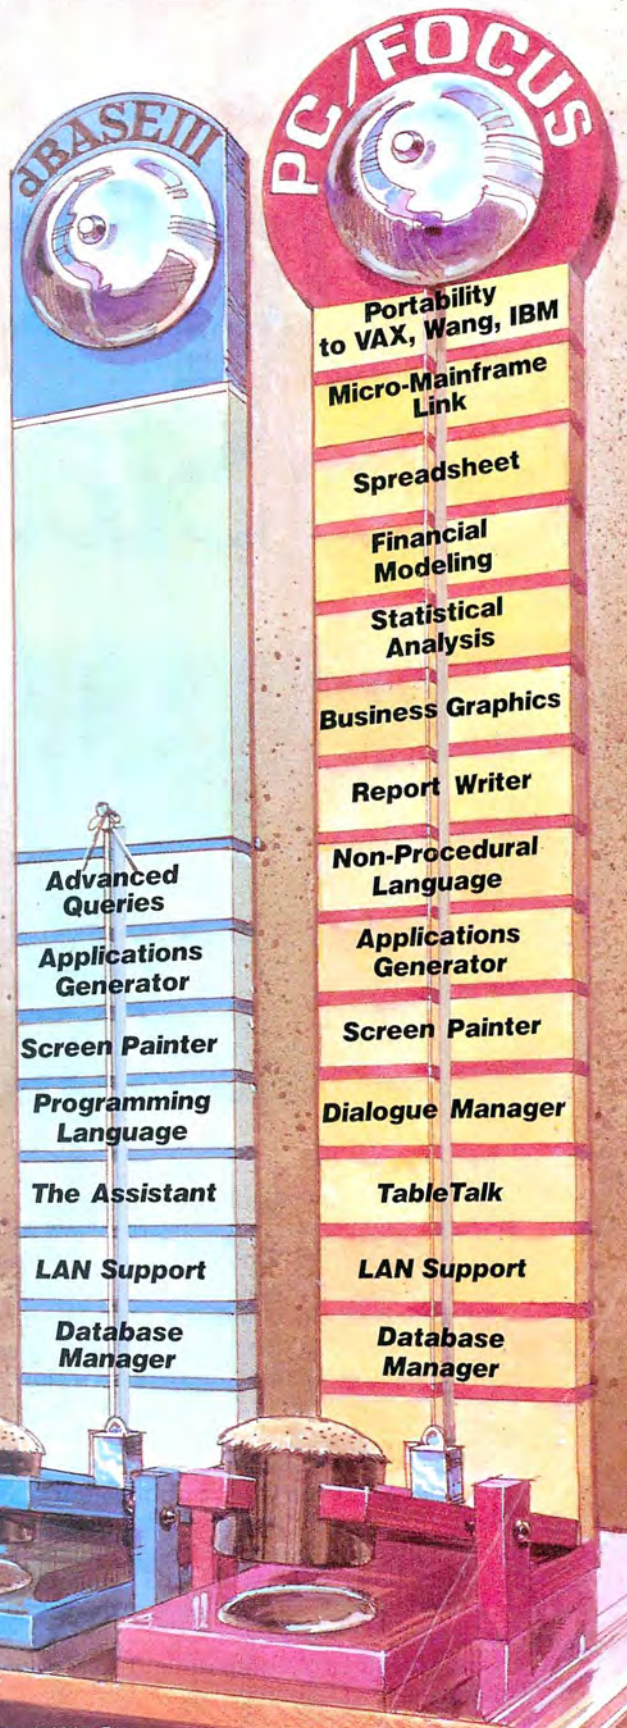 dBASEIII
Advanced
Queries
Applications
Generator
Screen Painter
Programming
Language
The Assistant
LAN Support
Database
Manager
PC/FOCUS
Portability
to VAX, Wang, IBM
Micro-Mainframe
Link
Spreadsheet
Financial
Modeling
Statistical
Analysis
Business Graphics
Report Writer
Non-Procedural
Language
Applications
Generator
Screen Painter
Dialogue Manager
TableTalk
LAN Support
Database
Manager